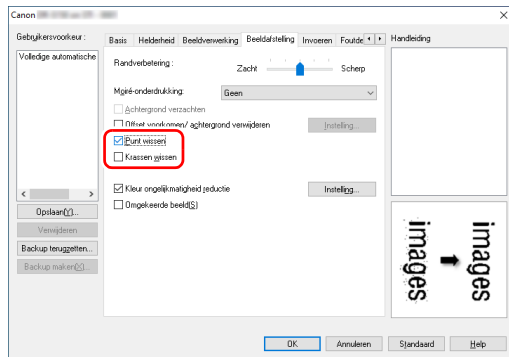 Canon
Gebruikersvoorkeur :
Volledige automatische
Opslaan(Y)...
Verwijderen
Backup terugzetten...
Backup maken(X)...
Basis Helderheid Beeldverwerking Beeldafstelling Invoeren Foutde
Randverbetering :
Zacht Scherp
Moiré-onderdrukking : Geen
Achtergrond verzachten
Offset voorkomen/ achtergrond verwijderen Instelling...
Punt wissen
Krassen wissen
Kleur ongelijkmatigheid reductie Instelling...
Omgekeerde beeld(S)
Handleiding
images
images
OK Annuleren Standaard Help